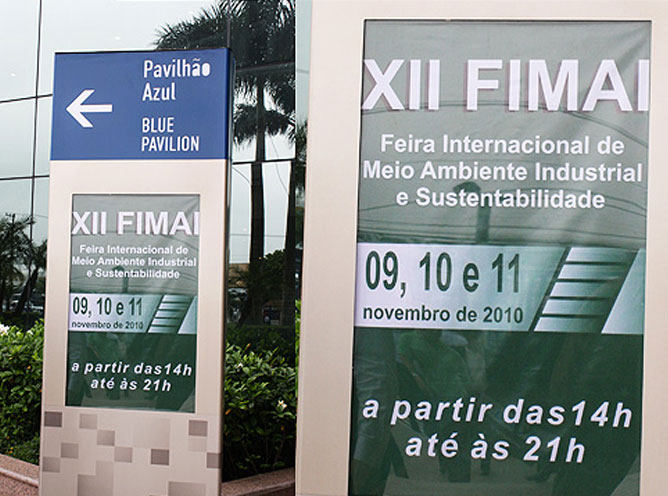 Pavilhão
Azul
BLUE
PAVILION
XII FIMAI
Feira Internacional de
Meio Ambiente Industrial
e Sustentabilidade
09, 10 e 11
novembro de 2010
a partir das14h
até às 21h
XII FIMAI
Feira Internacional de
Meio Ambiente Industrial
e Sustentabilidade
09, 10 e 11
novembro de 2010
a partir das14h
até às 21h